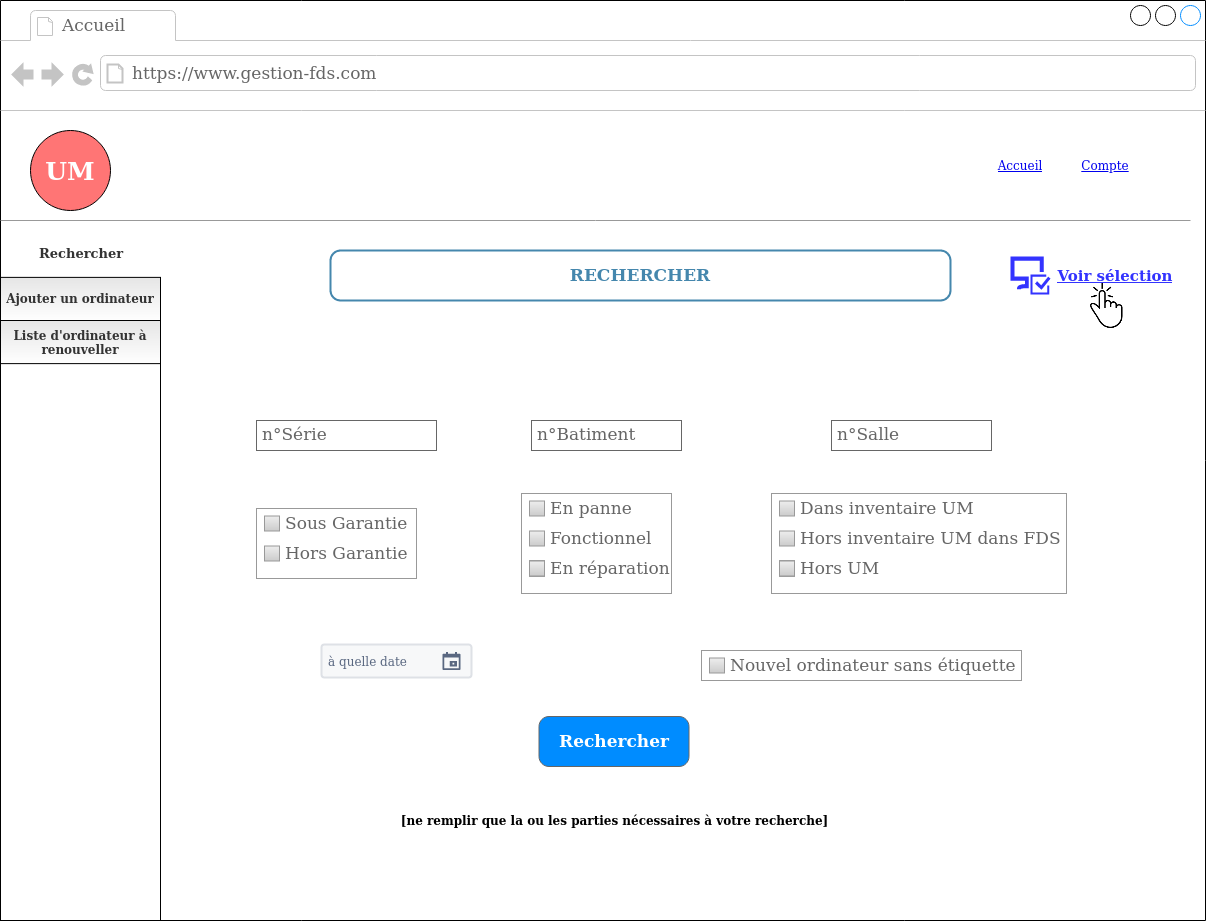 Accueil
https://www.gestion-fds.com
UM
Accueil
Compte
Rechercher
Ajouter un ordinateur
Liste d'ordinateur à
renouveller
RECHERCHER
Voir sélection
n°Série
n°Batiment
n°Salle
Sous Garantie
Hors Garantie
En panne
Fonctionnel
En réparation
Dans inventaire UM
Hors inventaire UM dans FDS
Hors UM
à quelle date
Nouvel ordinateur sans étiquette
Rechercher
[ne remplir que la ou les parties nécessaires à votre recherche]